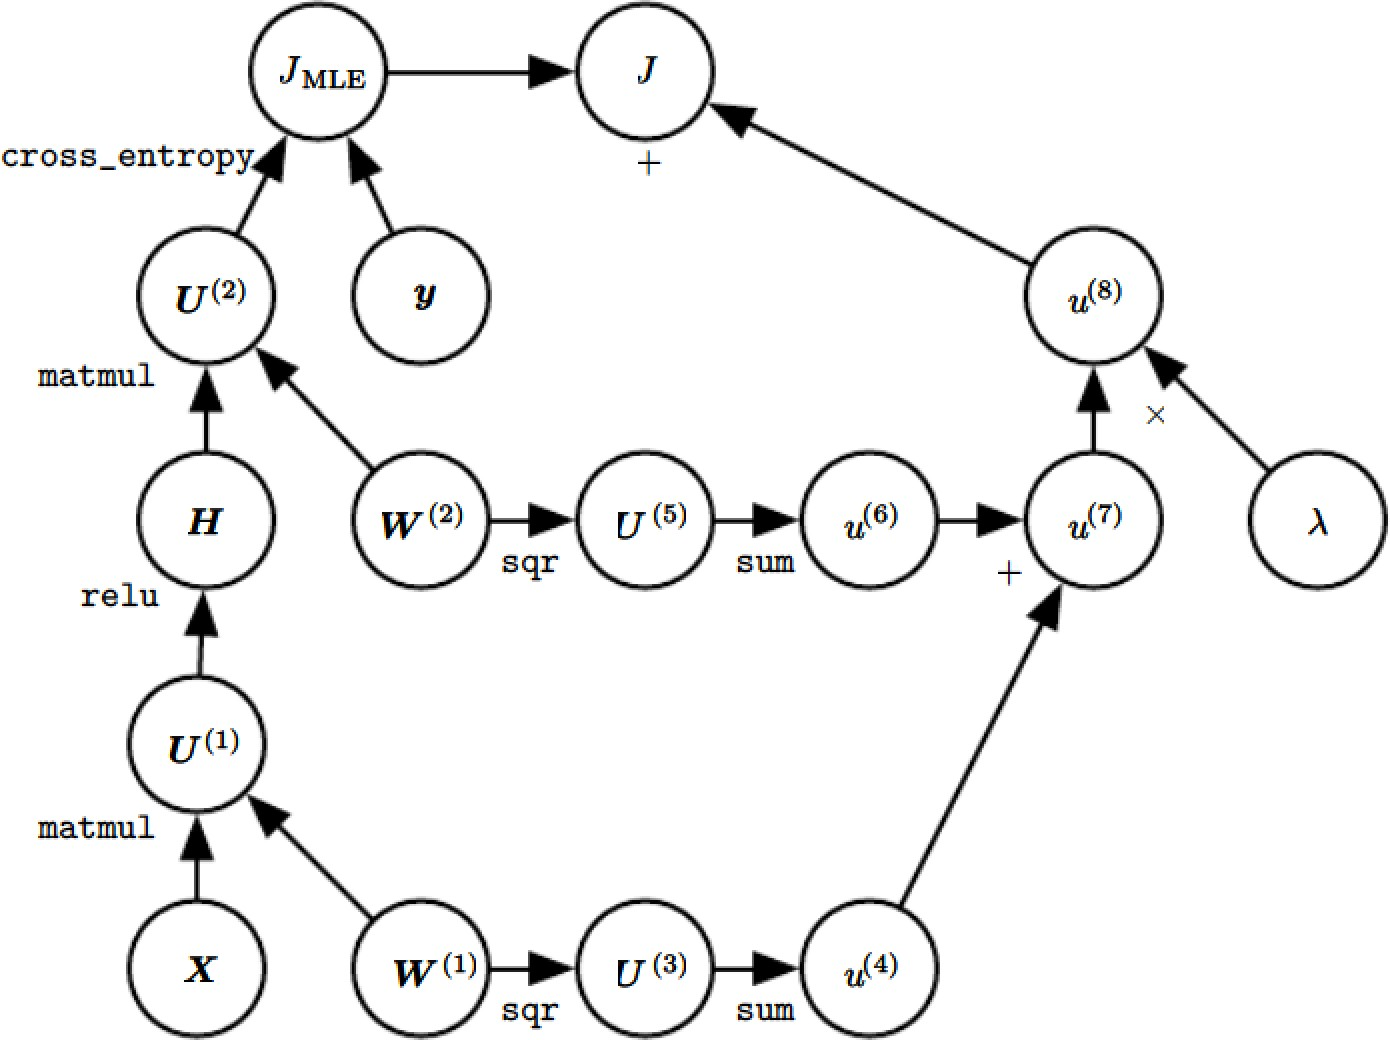 J_MLE J
cross_entropy +
U^(2) y u^(8)
matmul ×
H W^(2) U^(5) u^(6) u^(7) λ
sqr sum +
relu
U^(1)
matmul
X W^(1) U^(3) u^(4)
sqr sum